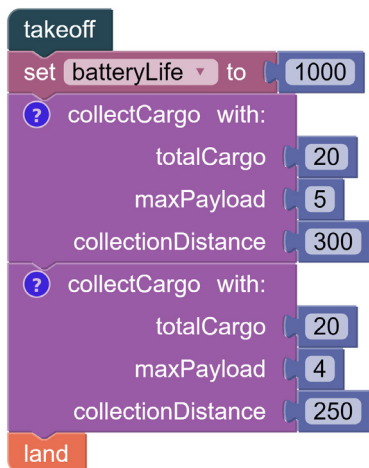 takeoff
set batteryLife to 1000
? collectCargo with:
totalCargo 20
maxPayload 5
collectionDistance 300
? collectCargo with:
totalCargo 20
maxPayload 4
collectionDistance 250
land